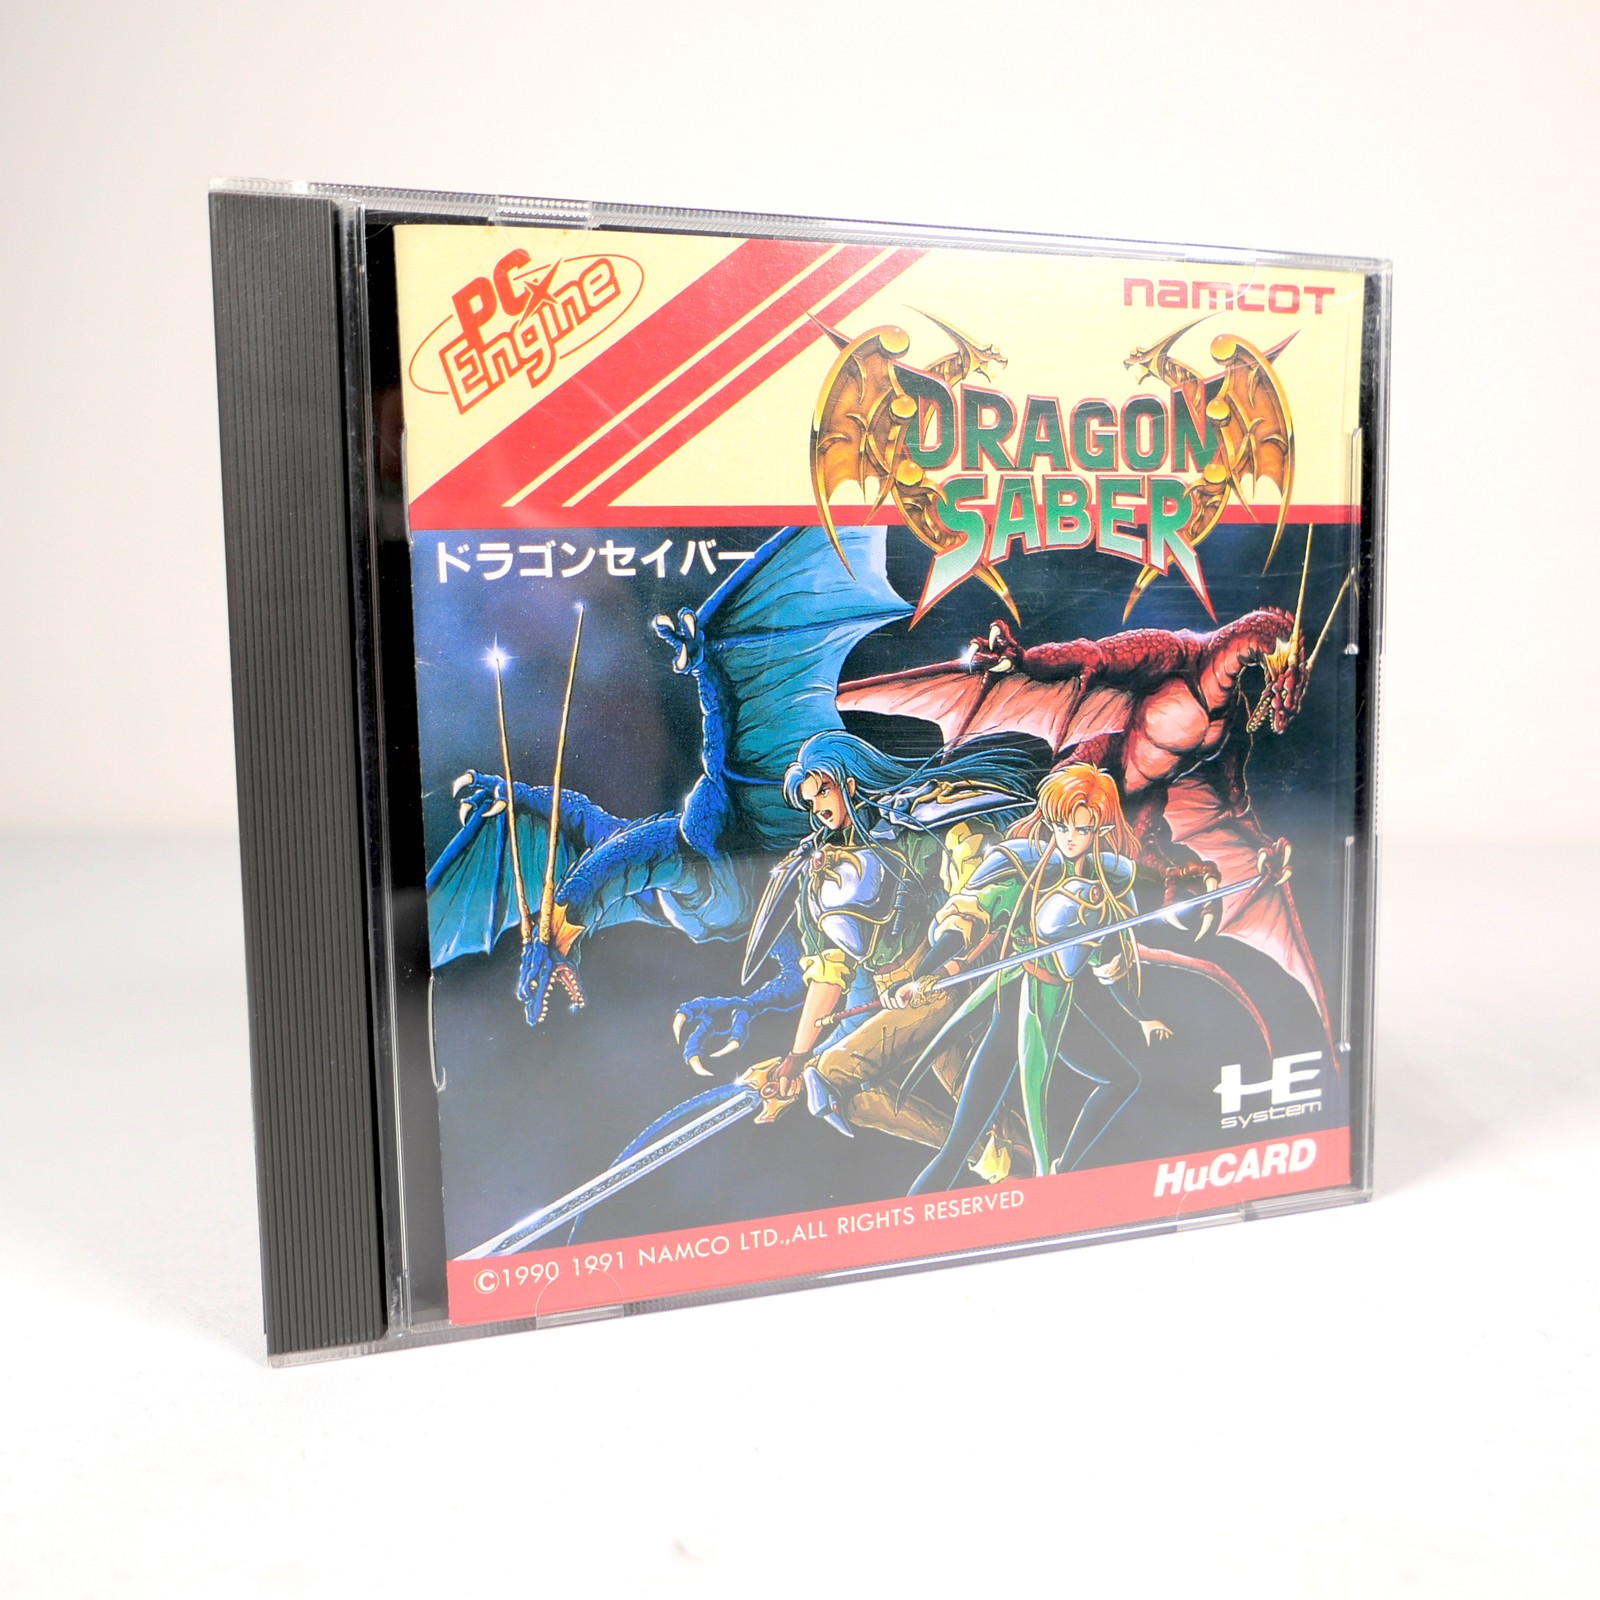 PC Engine
namcoT
DRAGON
SABER
ドラゴンセイバー
HE
system
HuCARD
©1990 1991 NAMCO LTD.,ALL RIGHTS RESERVED